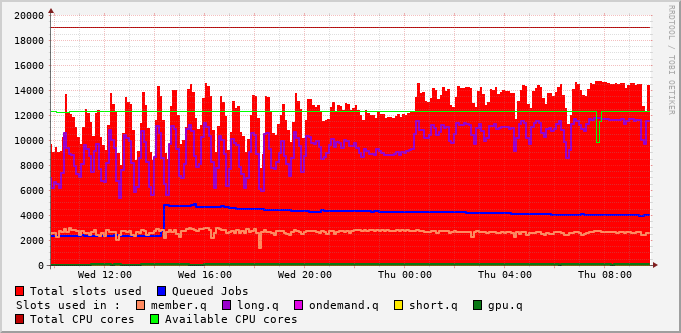 20000
18000
16000
14000
12000
10000
8000
6000
4000
2000
0
Wed 12:00 Wed 16:00 Wed 20:00 Thu 00:00 Thu 04:00 Thu 08:00
Total slots used Queued Jobs
Slots used in : member.q long.q ondemand.q short.q gpu.q
Total CPU cores Available CPU cores
RRDTOOL / TOBI OETIKER